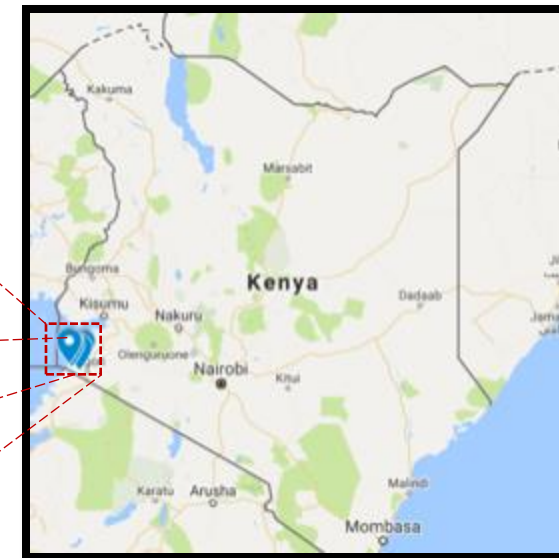 Kakuma
Marsabit
Bungoma
Kenya
Kisumu
Dadaab
Nakuru
Olenguruone
Nairobi
Kitui
Karatu
Arusha
Malindi
Mombasa